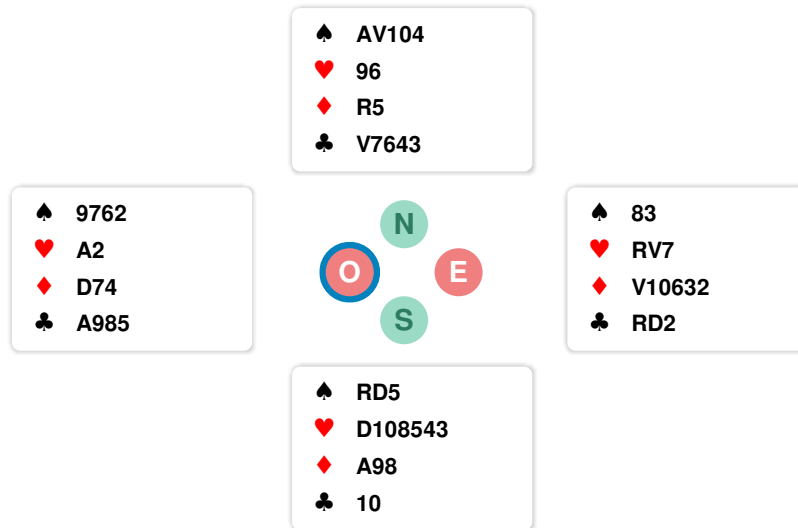 ♠ AV104
♥ 96
♦ R5
♣ V7643
♠ 9762
♥ A2
♦ D74
♣ A985
N
O E
S
♠ 83
♥ RV7
♦ V10632
♣ RD2
♠ RD5
♥ D108543
♦ A98
♣ 10